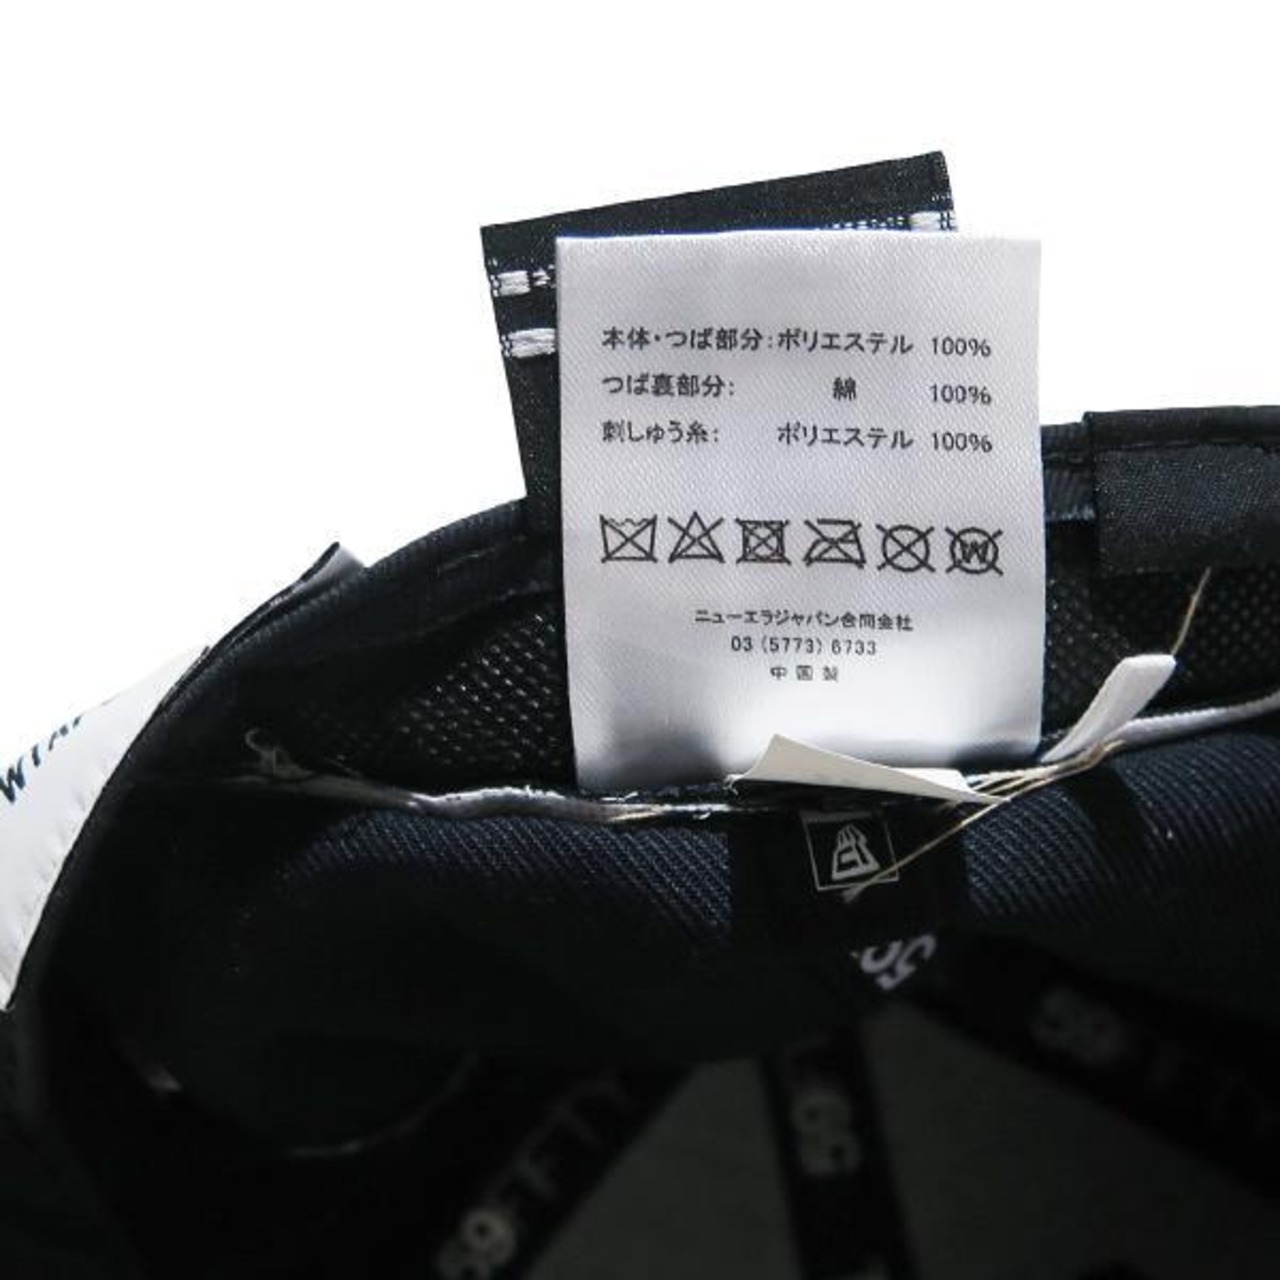 本体・つば部分:ポリエステル 100%
つば裏部分: 綿 100%
刺しゅう糸: ポリエステル 100%
W
ニューエラジャパン合同会社
03 (5773) 6733
中国製
59FIFTY